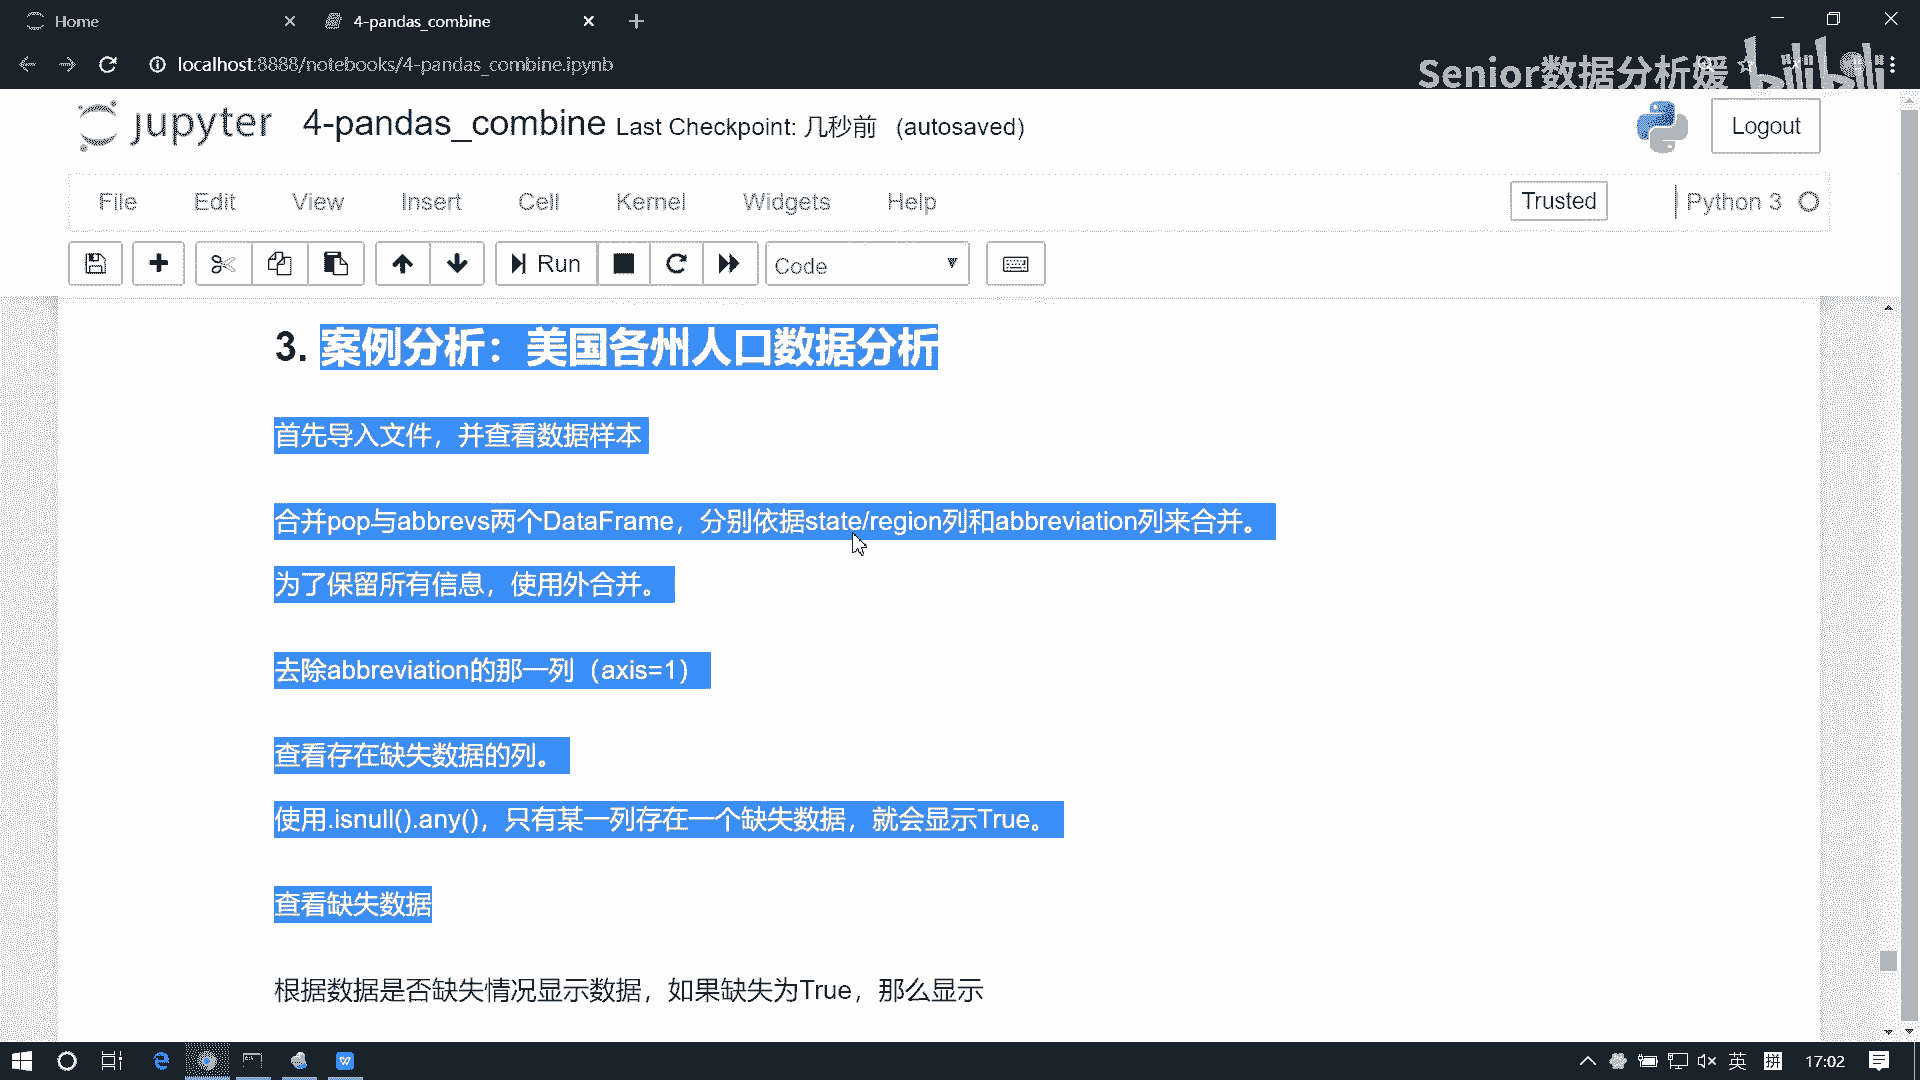 Home
4-pandas_combine
localhost:8888/notebooks/4-pandas_combine.ipynb
Senior数据分析媛 bilibili
jupyter 4-pandas_combine Last Checkpoint: 几秒前 (autosaved)
Logout
File Edit View Insert Cell Kernel Widgets Help
Trusted
Python 3
Run
Code
3. 案例分析：美国各州人口数据分析
首先导入文件，并查看数据样本
合并pop与abbrevs两个DataFrame，分别依据state/region列和abbreviation列来合并。
为了保留所有信息，使用外合并。
去除abbreviation的那一列（axis=1）
查看存在缺失数据的列。
使用.isnull().any()，只有某一列存在一个缺失数据，就会显示True。
查看缺失数据
根据数据是否缺失情况显示数据，如果缺失为True，那么显示
英
拼
17:02